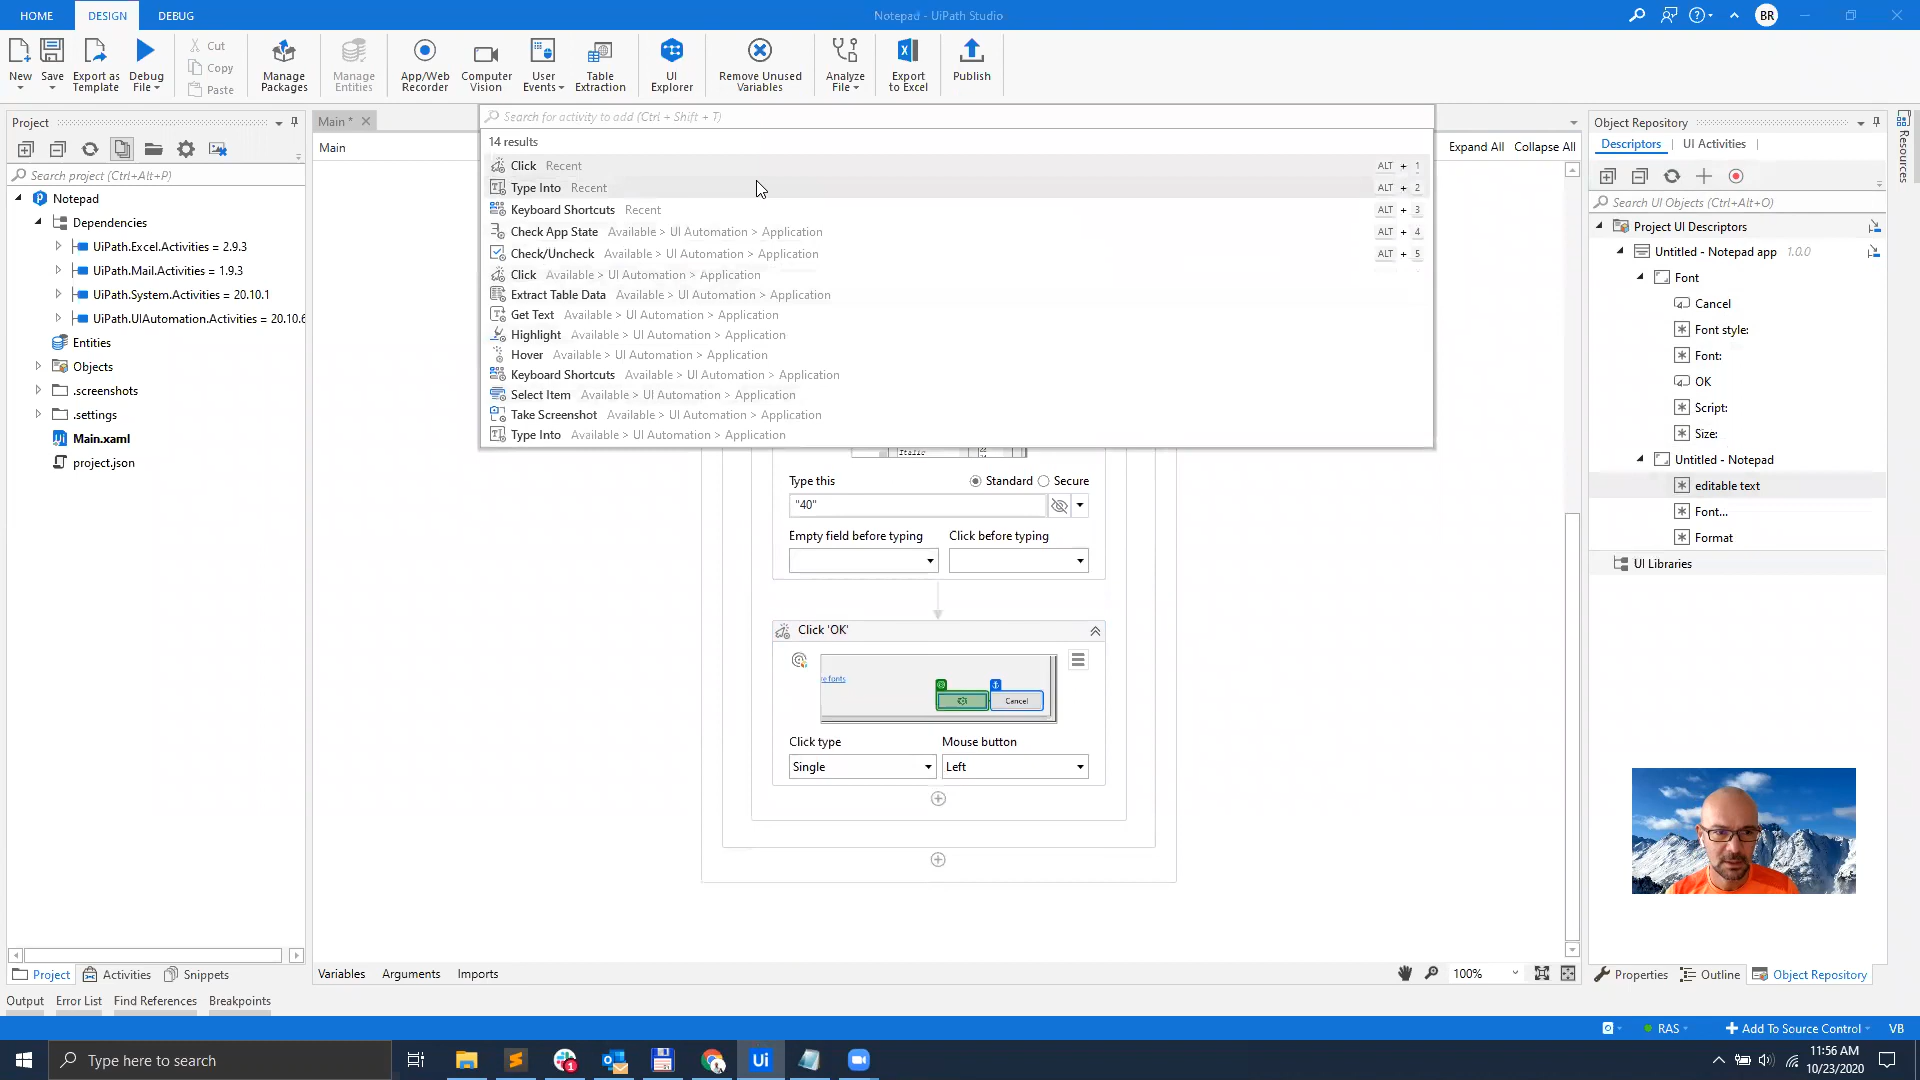 HOME DESIGN DEBUG
Notepad - UiPath Studio
BR
New
Save
Export as Template
Debug File
Cut
Copy
Paste
Manage Packages
Manage Entities
App/Web Recorder
Computer Vision
User Events
Table Extraction
UI Explorer
Remove Unused Variables
Analyze File
Export to Excel
Publish
Project
Search project (Ctrl+Alt+P)
Notepad
Dependencies
UiPath.Excel.Activities = 2.9.3
UiPath.Mail.Activities = 1.9.3
UiPath.System.Activities = 20.10.1
UiPath.UIAutomation.Activities = 20.10.6
Entities
Objects
.screenshots
.settings
Main.xaml
project.json
Project Activities Snippets
Main *
Main
Expand All Collapse All
Search for activity to add (Ctrl + Shift + T)
14 results
Click Recent ALT + 1
Type Into Recent ALT + 2
Keyboard Shortcuts Recent ALT + 3
Check App State Available > UI Automation > Application ALT + 4
Check/Uncheck Available > UI Automation > Application ALT + 5
Click Available > UI Automation > Application
Extract Table Data Available > UI Automation > Application
Get Text Available > UI Automation > Application
Highlight Available > UI Automation > Application
Hover Available > UI Automation > Application
Keyboard Shortcuts Available > UI Automation > Application
Select Item Available > UI Automation > Application
Take Screenshot Available > UI Automation > Application
Type Into Available > UI Automation > Application
Italic
Type this Standard Secure
"40"
Empty field before typing Click before typing
Click 'OK'
re fonts
Cancel
Click type Mouse button
Single Left
Variables Arguments Imports
100%
Object Repository
Descriptors UI Activities
Search UI Objects (Ctrl+Alt+O)
Project UI Descriptors
Untitled - Notepad app 1.0.0
Font
Cancel
Font style:
Font:
OK
Script:
Size:
Untitled - Notepad
editable text
Font...
Format
UI Libraries
Resources
Properties Outline Object Repository
Output Error List Find References Breakpoints
RAS Add To Source Control VB
Type here to search
Ui
11:56 AM
10/23/2020